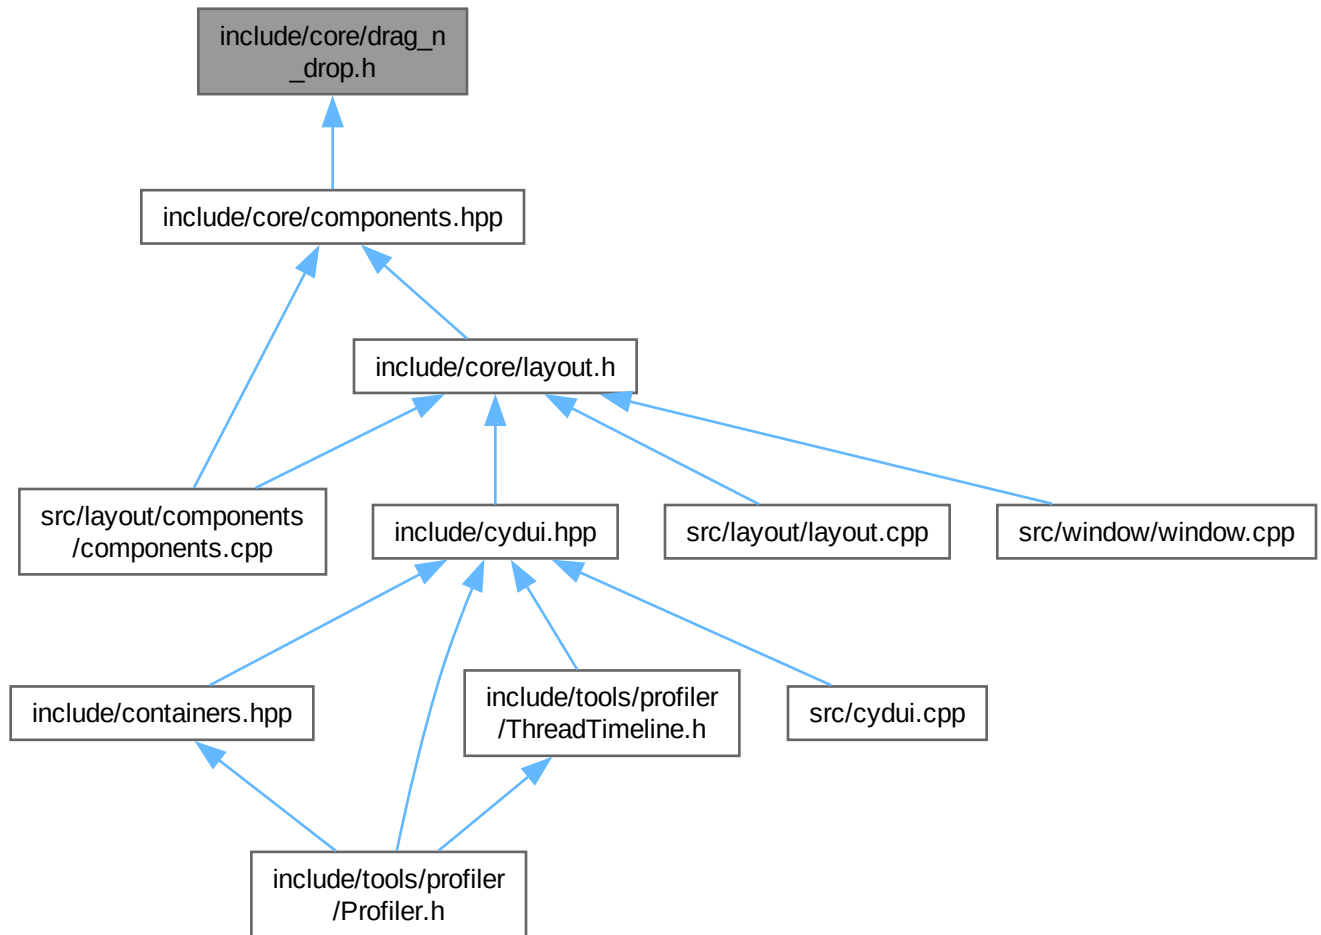 include/core/drag_n
_drop.h
include/core/components.hpp
include/core/layout.h
src/layout/components
/components.cpp
include/cydui.hpp
src/layout/layout.cpp
src/window/window.cpp
include/containers.hpp
include/tools/profiler
/ThreadTimeline.h
src/cydui.cpp
include/tools/profiler
/Profiler.h